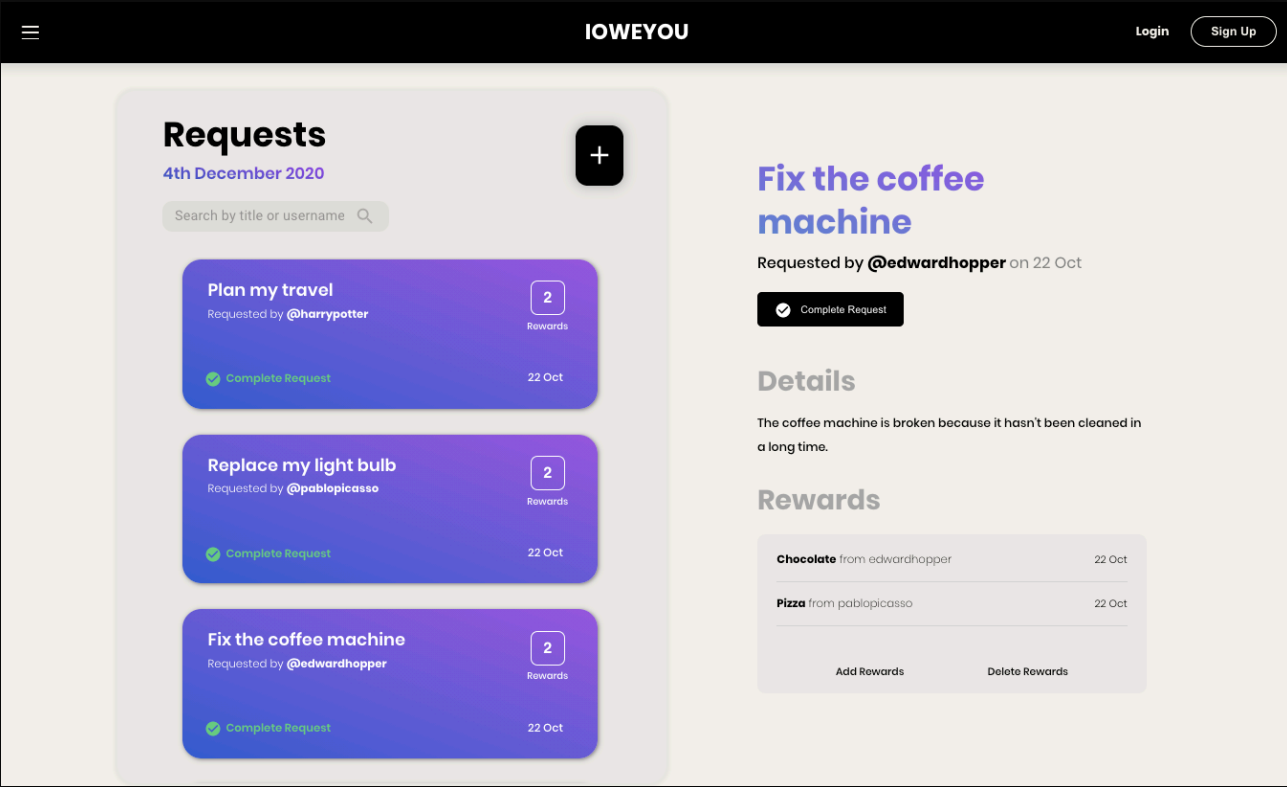 IOWEYOU
Login
Sign Up
Requests
4th December 2020
Search by title or username
Plan my travel
Requested by @harrypotter
2
Rewards
Complete Request
22 Oct
Replace my light bulb
Requested by @pablopicasso
2
Rewards
Complete Request
22 Oct
Fix the coffee machine
Requested by @edwardhopper
2
Rewards
Complete Request
22 Oct
Fix the coffee
machine
Requested by @edwardhopper on 22 Oct
Complete Request
Details
The coffee machine is broken because it hasn't been cleaned in
a long time.
Rewards
Chocolate from edwardhopper 22 Oct
Pizza from pablopicasso 22 Oct
Add Rewards
Delete Rewards